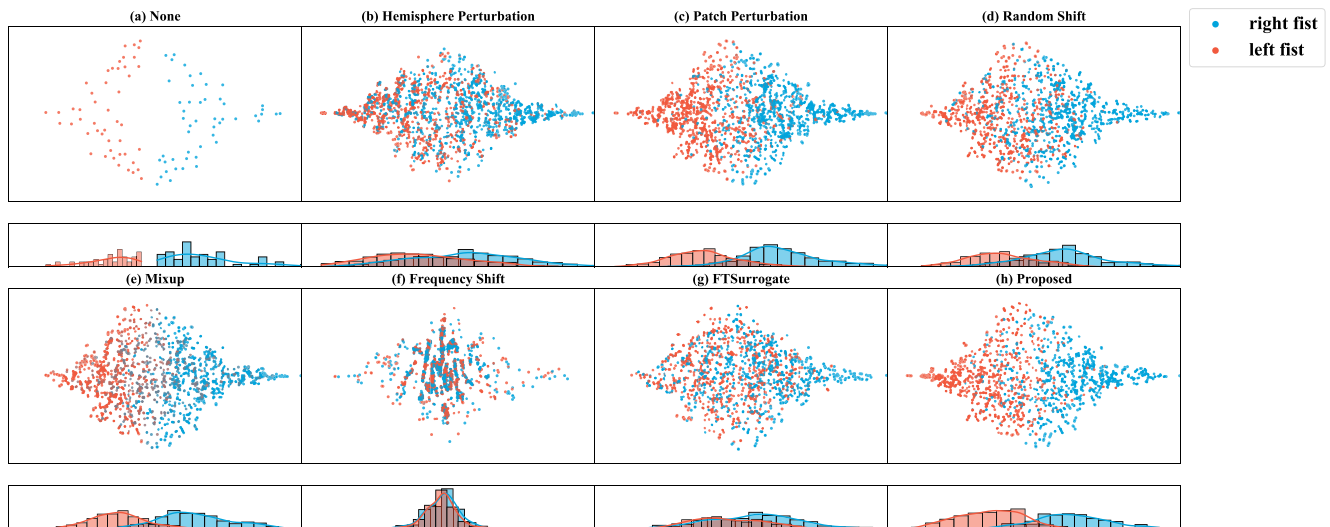 (a) None
(b) Hemisphere Perturbation
(c) Patch Perturbation
(d) Random Shift
right fist
left fist
(e) Mixup
(f) Frequency Shift
(g) FTSurrogate
(h) Proposed